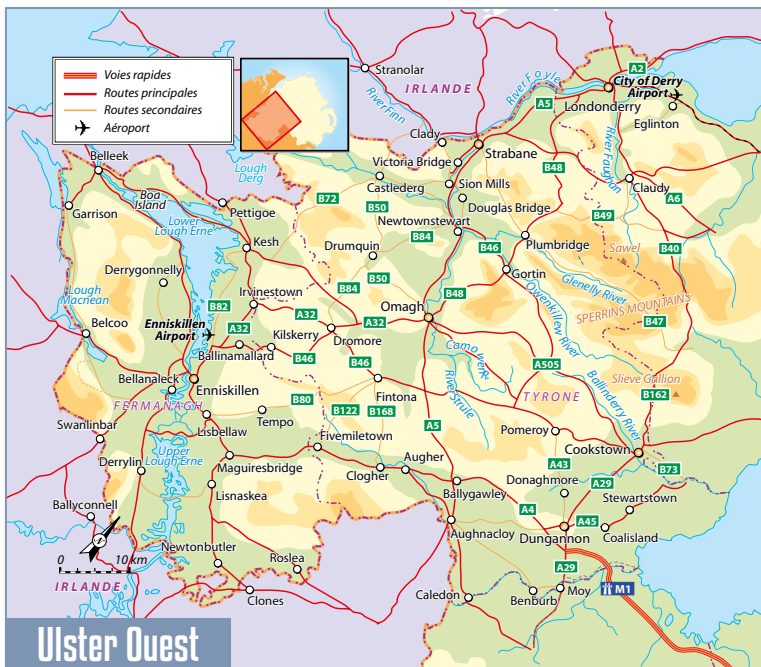 Voies rapides
Routes principales
Routes secondaires
Aéroport
Stranolar
IRLANDE
River Finn
River Foyle
A2
City of Derry
Airport
A5
Londonderry
Eglinton
Clady
Strabane
Victoria Bridge
Belleek
Lough
Derg
Castlederg
Sion Mills
B48
River Faughan
Claudy
A6
Boa
Island
Garrison
Pettigoe
B72
B50
Douglas Bridge
B49
Lower
Lough Erne
Newtownstewart
Kesh
Drumquin
B84
B46
Plumbridge
Sawel
B40
Derrygonnelly
B50
Gortin
Glenelly River
Lough
Macnean
Irvinestown
B84
B48
Owenkillew River
SPERRINS MOUNTAINS
B82
A32
Omagh
B47
Belcoo
Enniskillen
Airport
A32
Kilskerry
A32
Dromore
Camowen
Ballinamallard
B46
B46
A505
Ballinderry River
Slieve Gallion
Bellanaleck
Enniskillen
Fintona
River Strule
TYRONE
B162
FERMANAGH
B80
B122
B168
Swanlinbar
Lisbellaw
Tempo
A5
Pomeroy
Cookstown
Fivemiletown
Upper
Lough Erne
Derrylin
Maguiresbridge
Augher
A43
B73
Clogher
Donaghmore
A29
Lisnaskea
Ballygawley
Stewartstown
Ballyconnell
A4
A45
Aughnacloy
Dungannon
Coalisland
0
10 km
Newtonbutler
Roslea
A29
IRLANDE
Clones
Caledon
Benburb
Moy
M1
Ulster Ouest